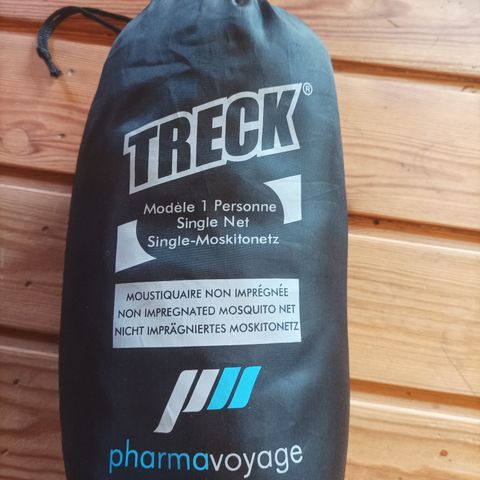 TRECK®
Modèle 1 Personne
Single Net
Single-Moskitonetz
MOUSTIQUAIRE NON IMPRÉGNÉE
NON IMPREGNATED MOSQUITO NET
NICHT IMPRÄGNIERTES MOSKITONETZ
pharmavoyage